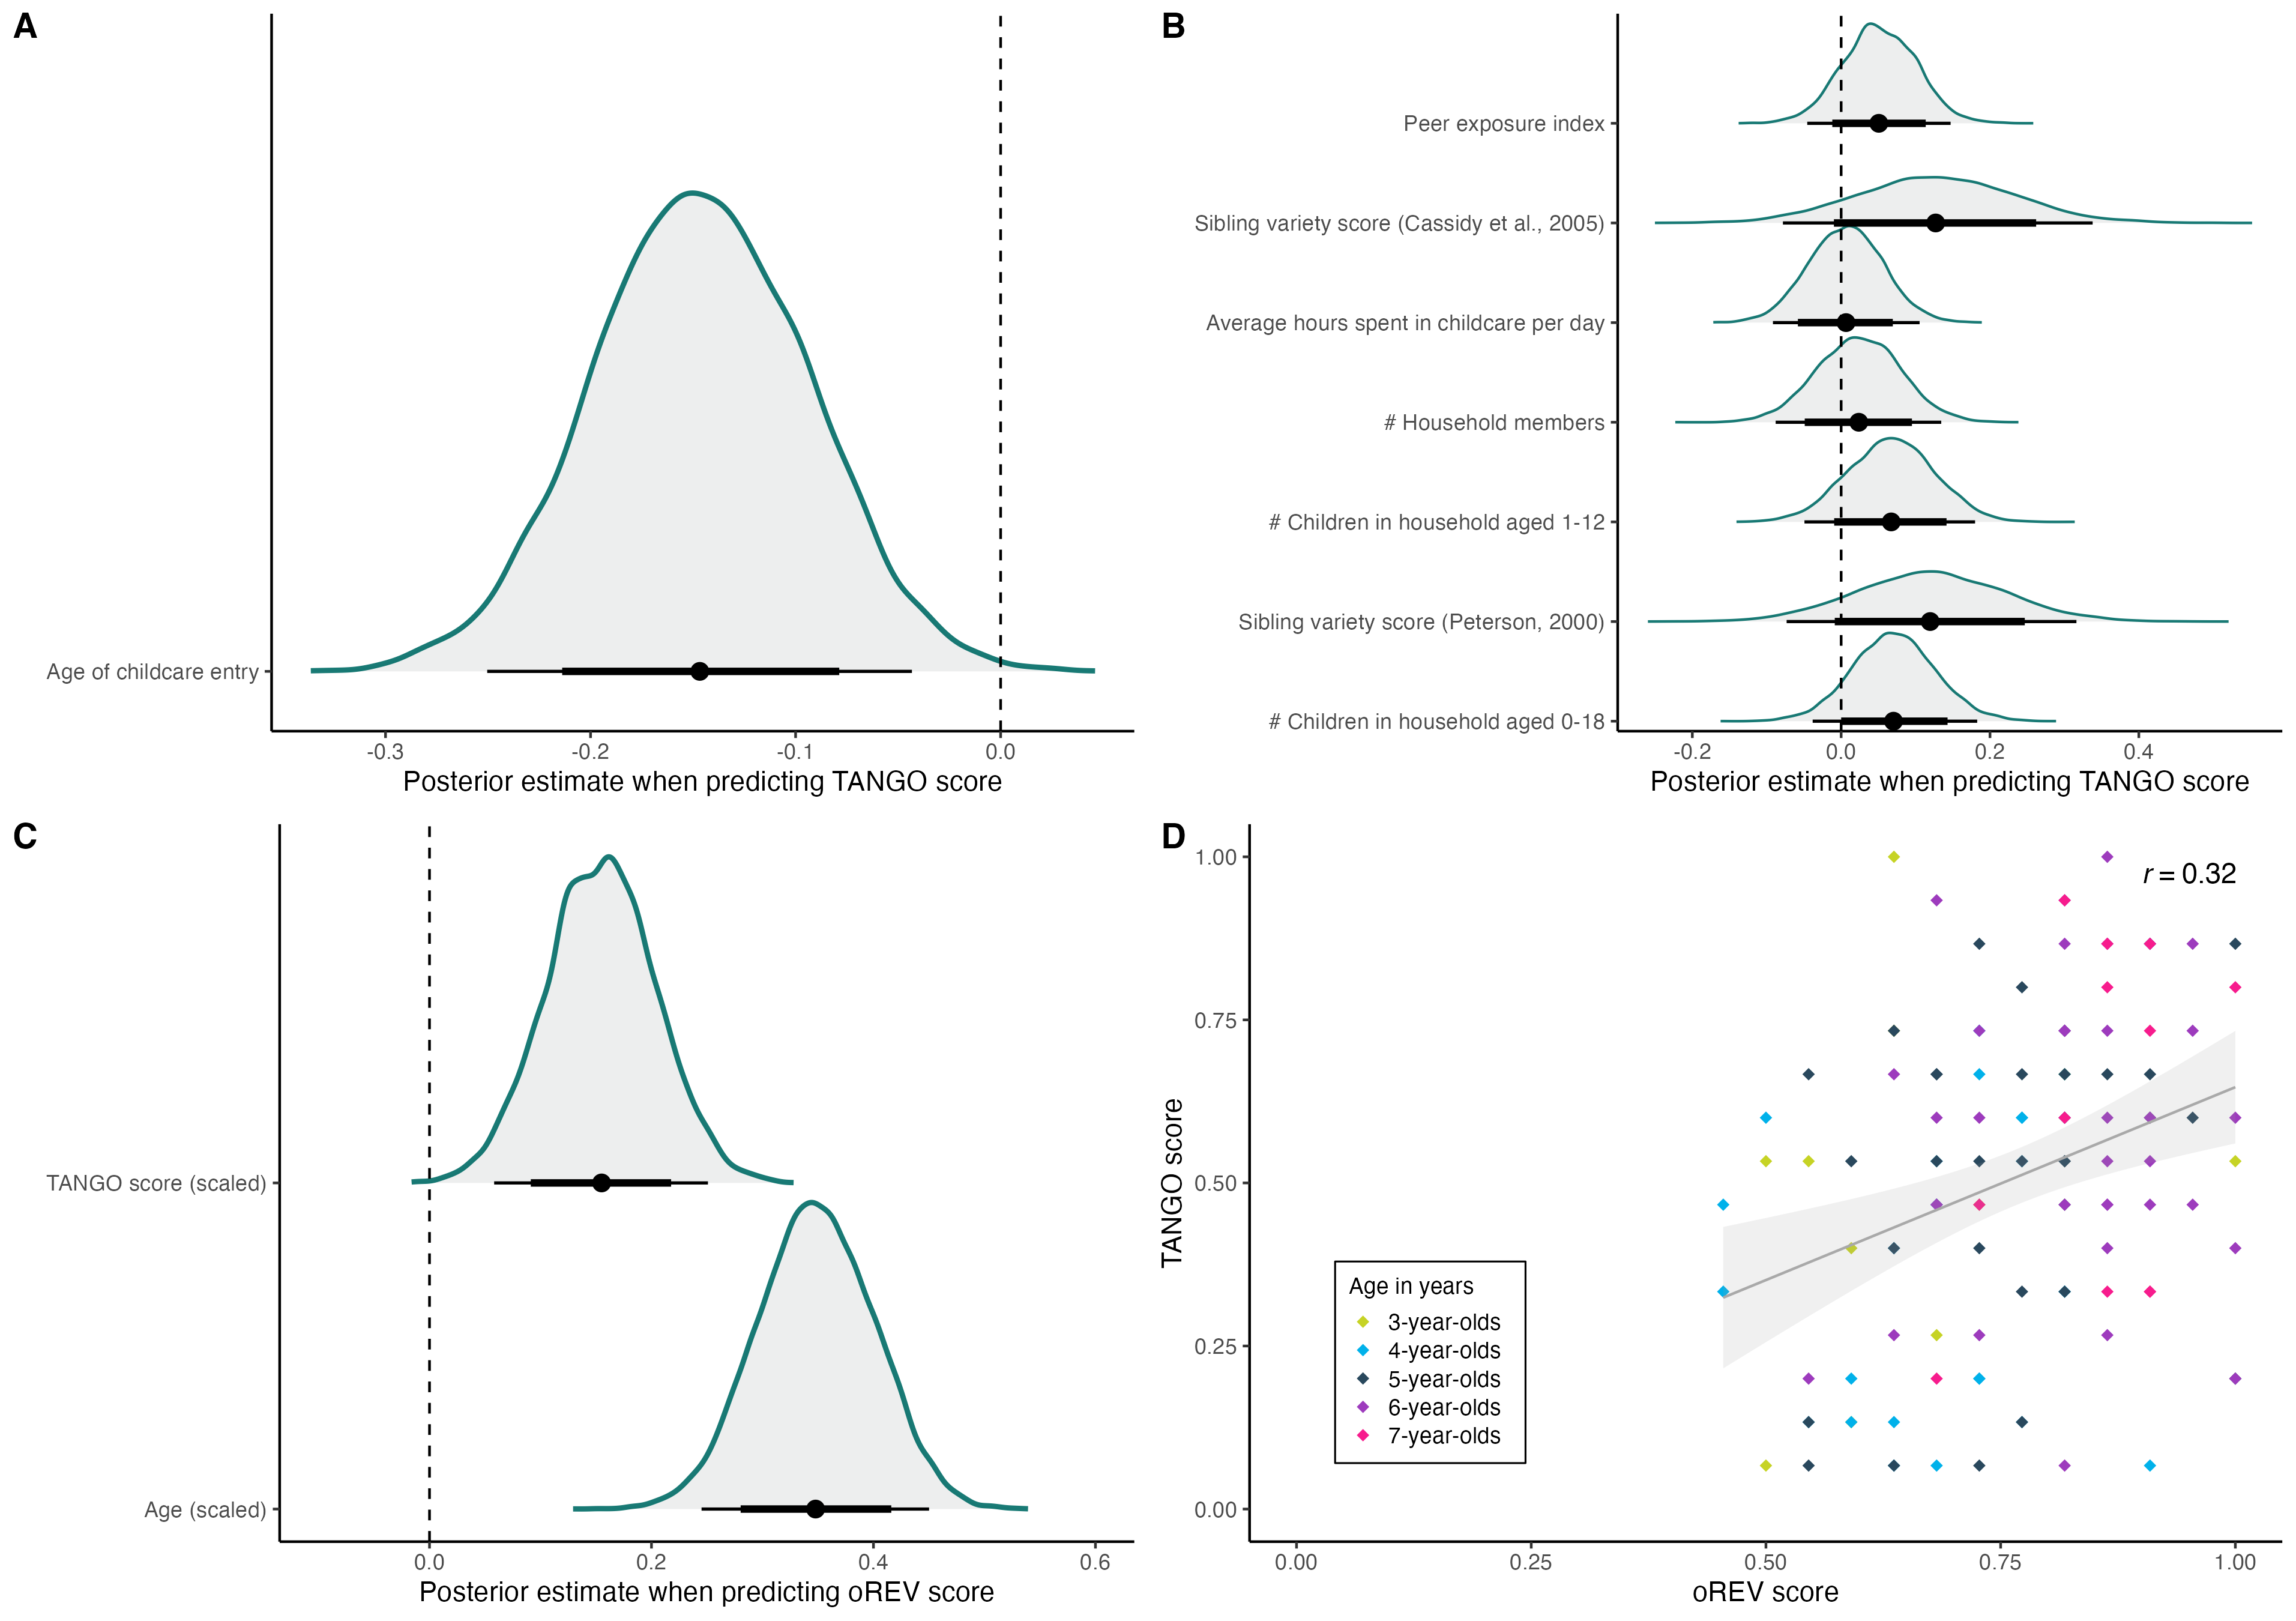 A
Age of childcare entry
-0.3
-0.2
-0.1
0.0
Posterior estimate when predicting TANGO score
B
Peer exposure index
Sibling variety score (Cassidy et al., 2005)
Average hours spent in childcare per day
# Household members
# Children in household aged 1-12
Sibling variety score (Peterson, 2000)
# Children in household aged 0-18
-0.2
0.0
0.2
0.4
Posterior estimate when predicting TANGO score
C
TANGO score (scaled)
Age (scaled)
0.0
0.2
0.4
0.6
Posterior estimate when predicting oREV score
D
TANGO score
1.00
0.75
0.50
0.25
0.00
r = 0.32
Age in years
3-year-olds
4-year-olds
5-year-olds
6-year-olds
7-year-olds
0.00
0.25
0.50
0.75
1.00
oREV score